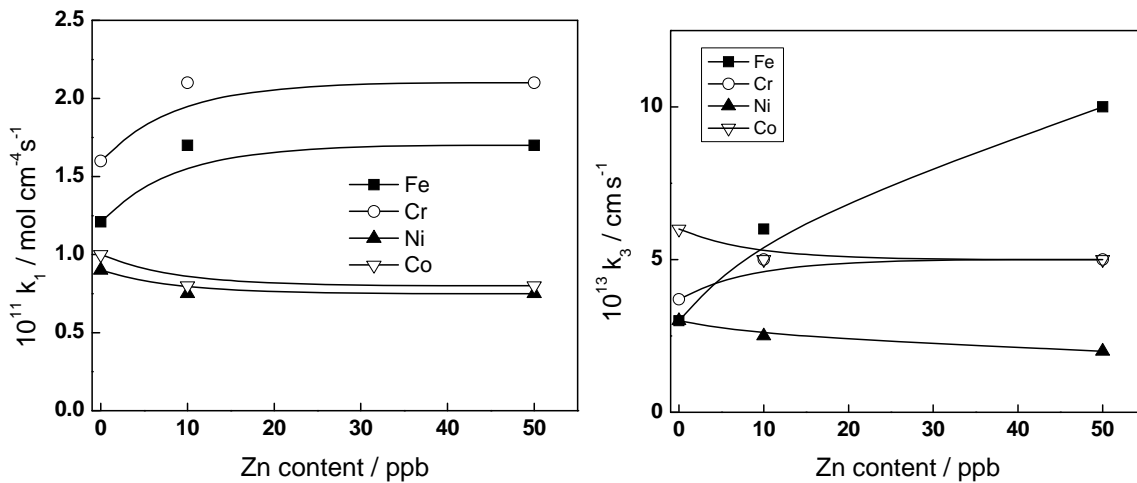 2.5
2.0
1.5
1.0
0.5
0.0
10¹¹ k₁ / mol cm⁻⁴s⁻¹
Fe
Cr
Ni
Co
0 10 20 30 40 50
Zn content / ppb
10
5
0
10¹³ k₃ / cm s⁻¹
Fe
Cr
Ni
Co
0 10 20 30 40 50
Zn content / ppb